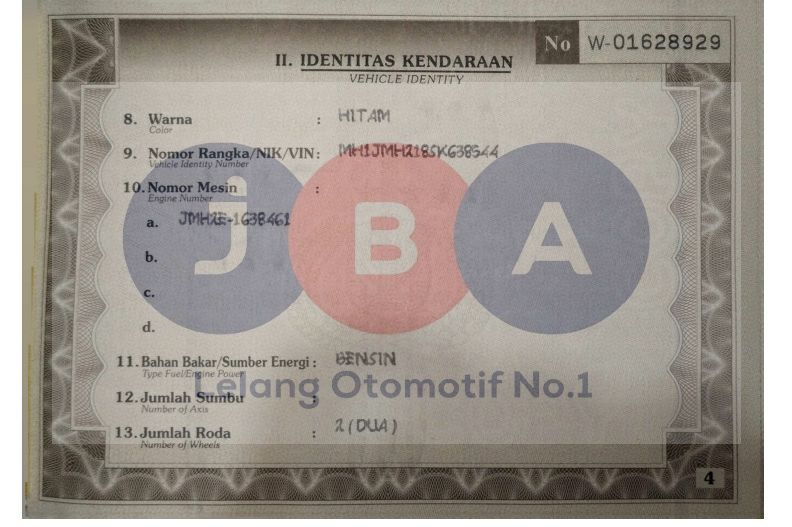 No W-01628929
II. IDENTITAS KENDARAAN
VEHICLE IDENTITY
8. Warna : HITAM
Color
9. Nomor Rangka/NIK/VIN : MH1JMH218SK638544
Vehicle Identity Number
10. Nomor Mesin :
Engine Number
a. JMH2E-1638461
b.
c.
d.
11. Bahan Bakar/Sumber Energi : BENSIN
Type Fuel/Engine Power
12. Jumlah Sumbu :
Number of Axis
13. Jumlah Roda : 2 (DUA)
Number of Wheels
4
J B A
Lelang Otomotif No.1